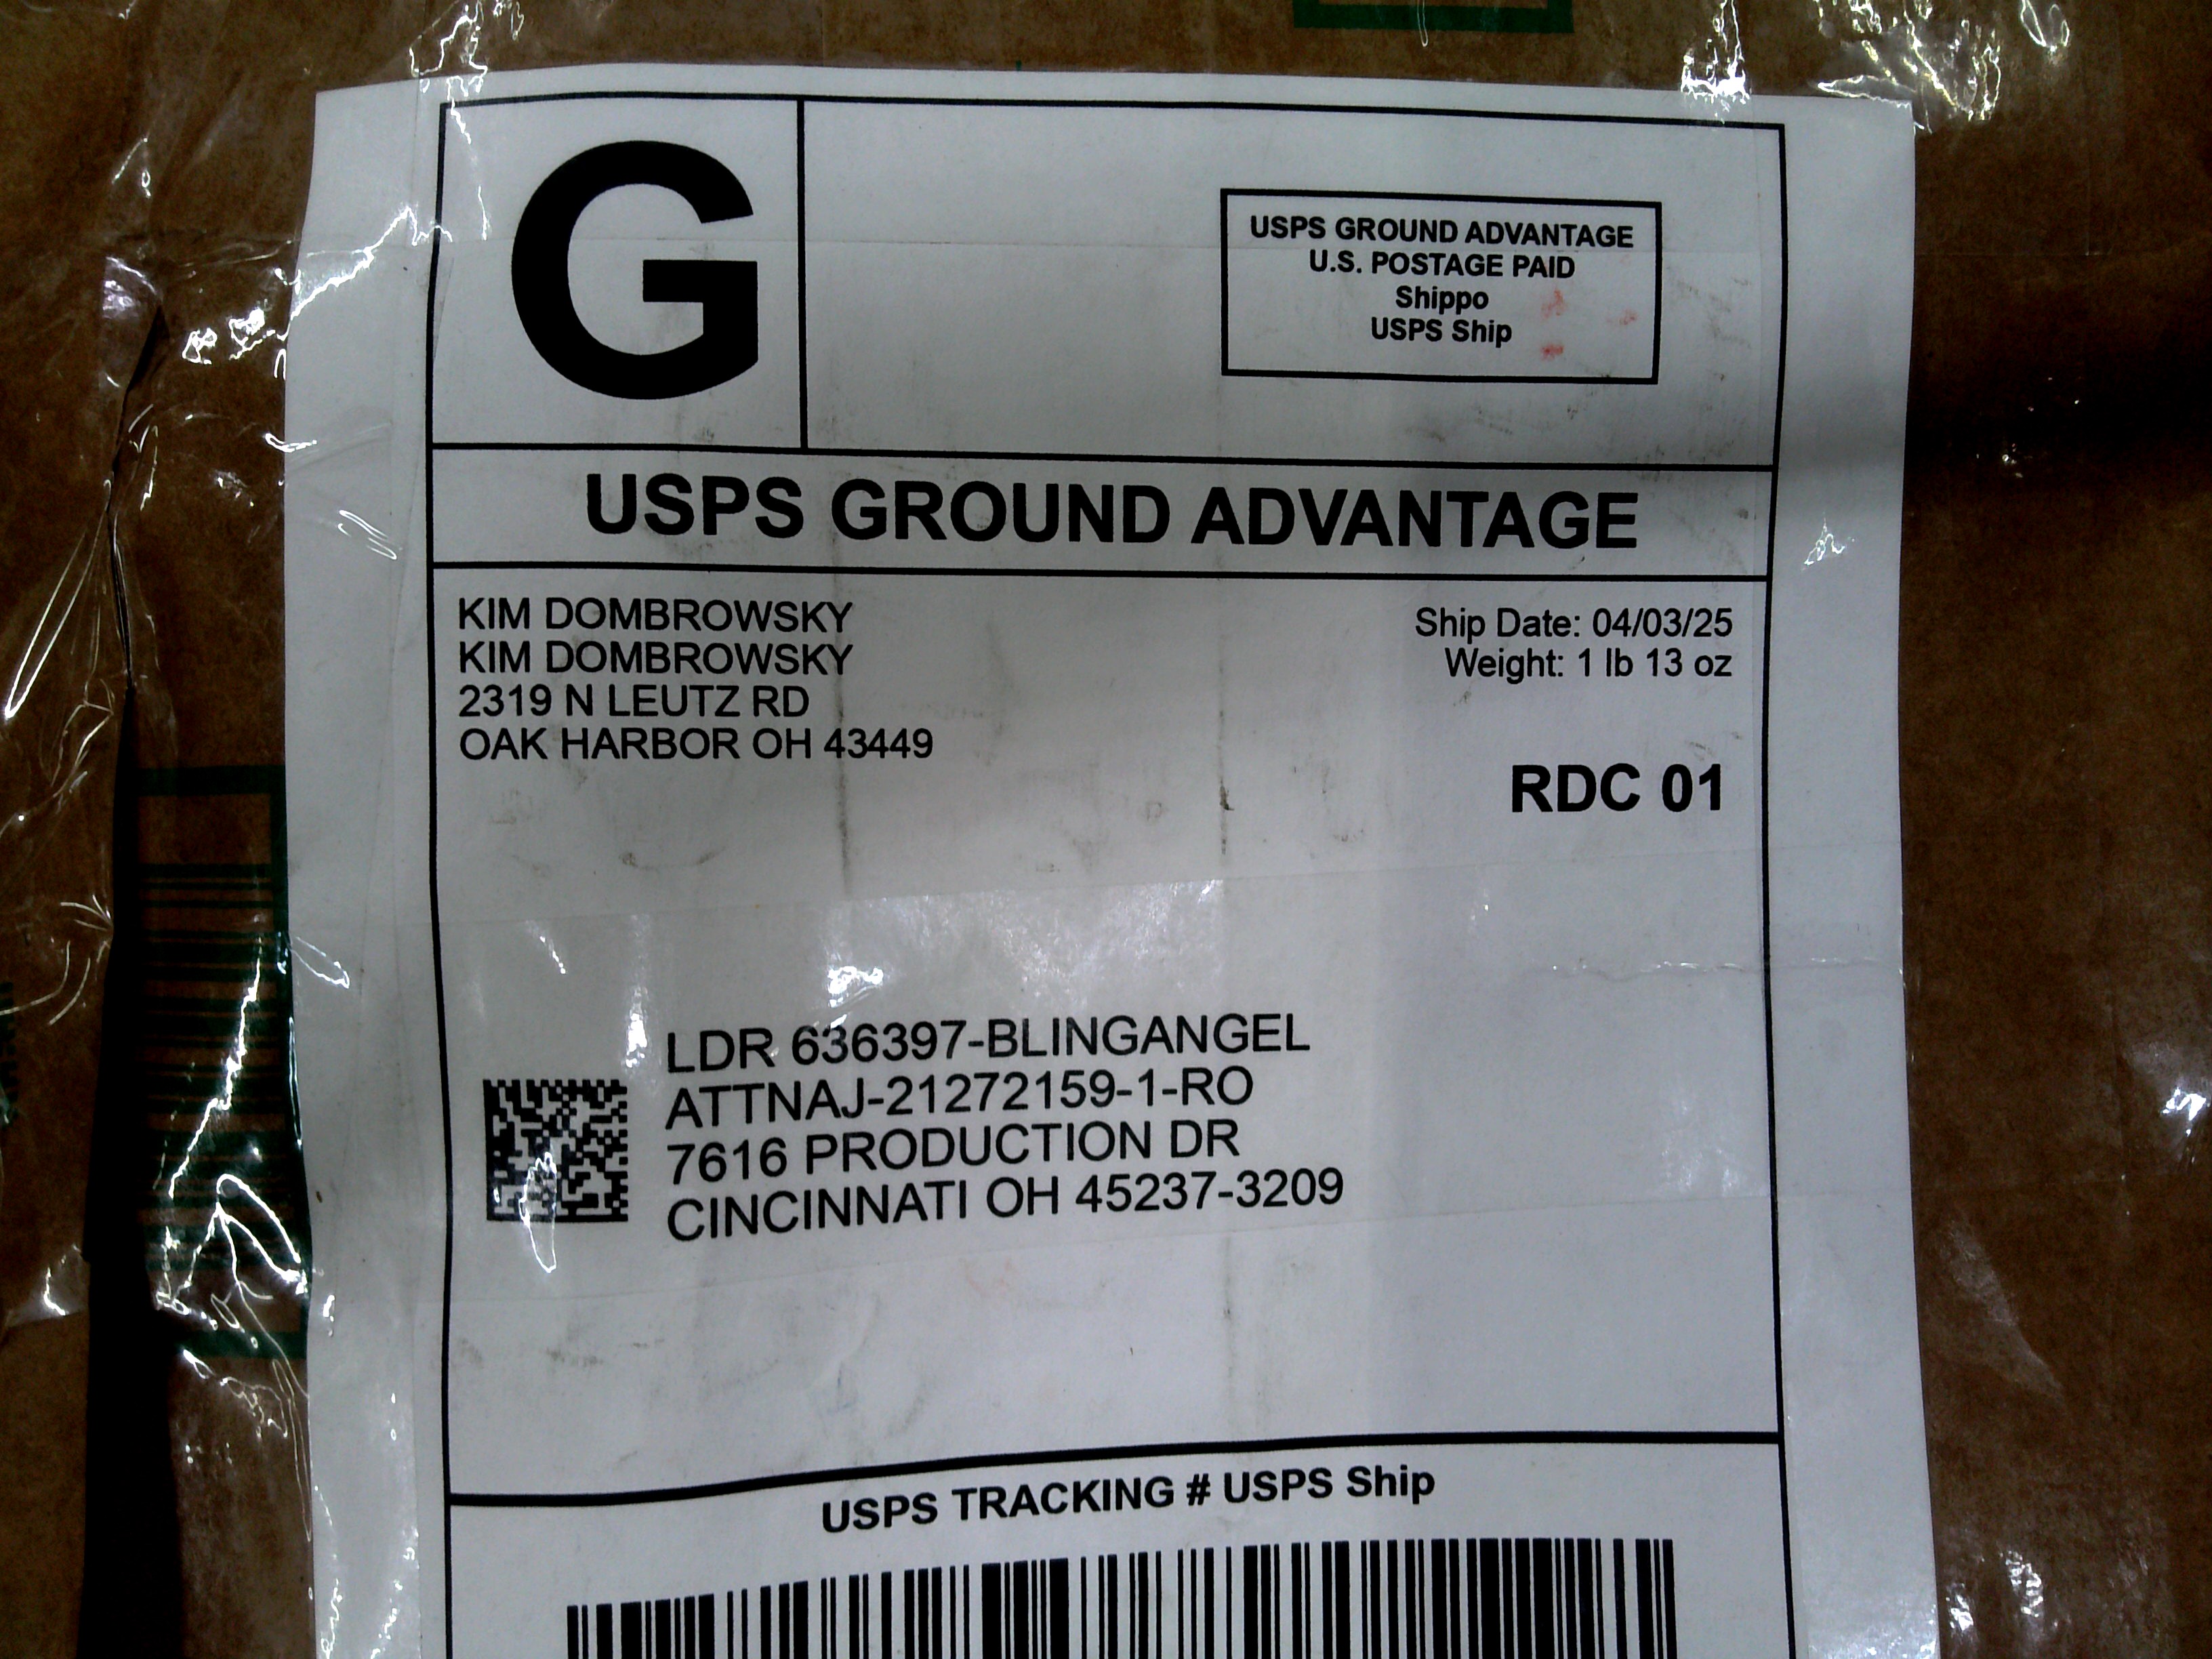 G
USPS GROUND ADVANTAGE
U.S. POSTAGE PAID
Shippo
USPS Ship
USPS GROUND ADVANTAGE
KIM DOMBROWSKY
KIM DOMBROWSKY
2319 N LEUTZ RD
OAK HARBOR OH 43449
Ship Date: 04/03/25
Weight: 1 lb 13 oz
RDC 01
LDR 636397-BLINGANGEL
ATTNAJ-21272159-1-RO
7616 PRODUCTION DR
CINCINNATI OH 45237-3209
USPS TRACKING # USPS Ship